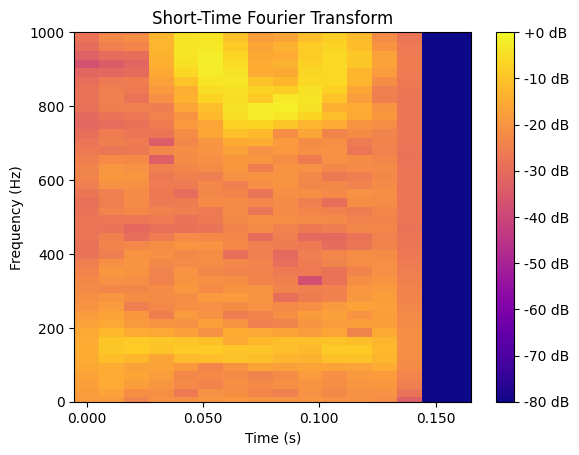 Short-Time Fourier Transform
1000
800
600
400
200
0
Frequency (Hz)
0.000
0.050
0.100
0.150
Time (s)
+0 dB
-10 dB
-20 dB
-30 dB
-40 dB
-50 dB
-60 dB
-70 dB
-80 dB